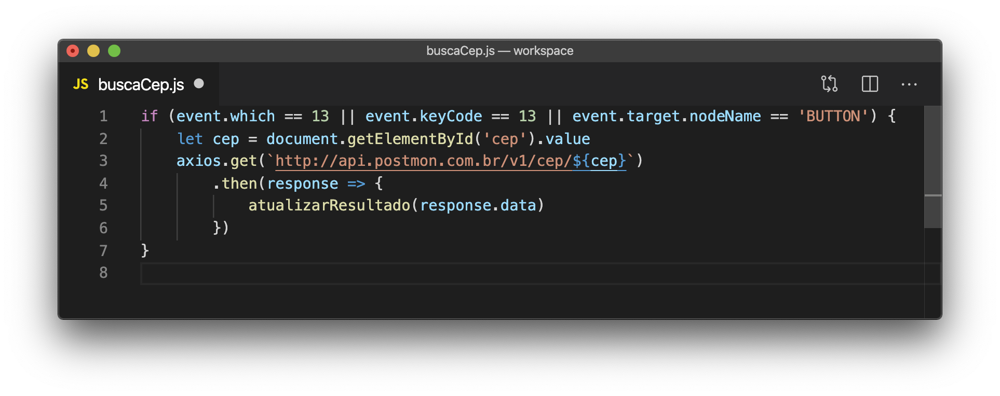 buscaCep.js — workspace
JS buscaCep.js
1 if (event.which == 13 || event.keyCode == 13 || event.target.nodeName == 'BUTTON') {
2     let cep = document.getElementById('cep').value
3     axios.get(`http://api.postmon.com.br/v1/cep/${cep}`)
4         .then(response => {
5             atualizarResultado(response.data)
6         })
7 }
8